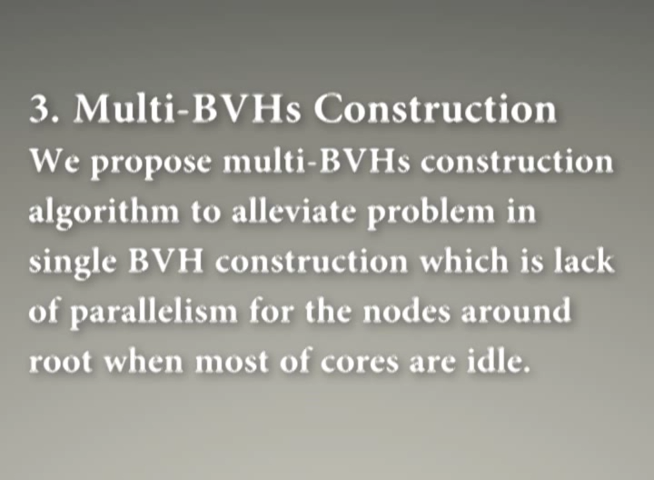 3. Multi-BVHs Construction
We propose multi-BVHs construction
algorithm to alleviate problem in
single BVH construction which is lack
of parallelism for the nodes around
root when most of cores are idle.